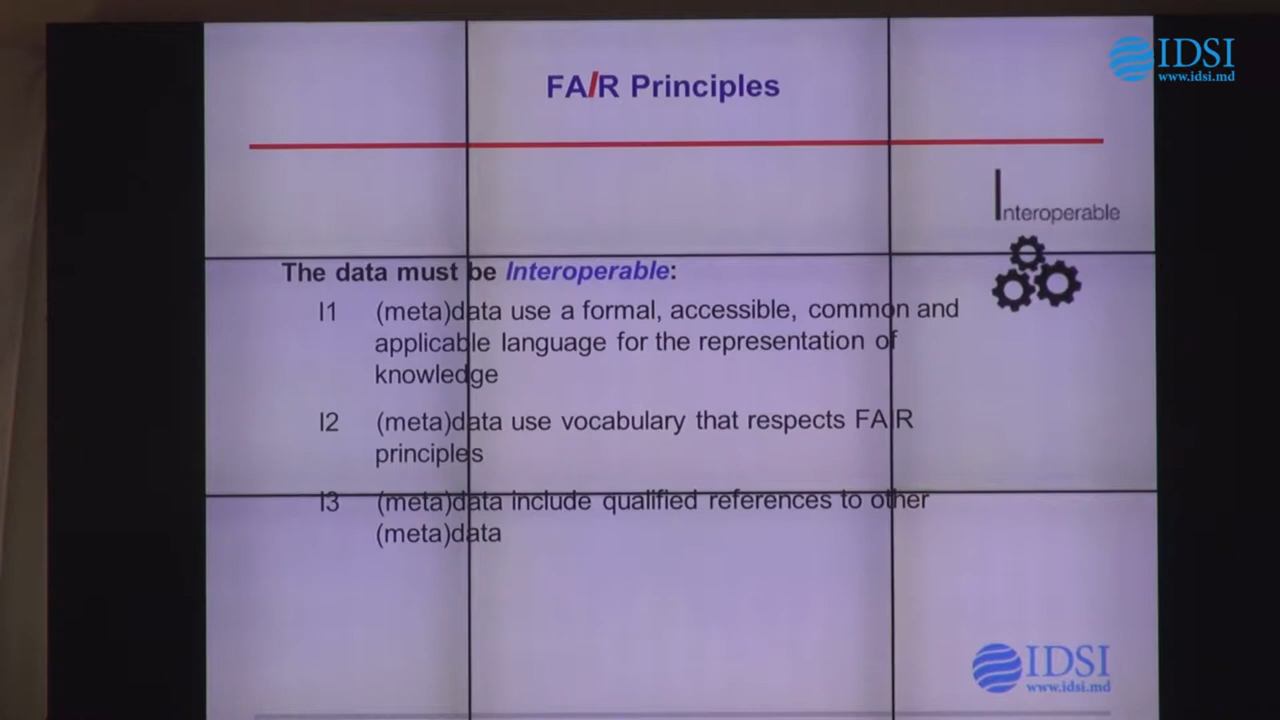 IDSI
www.idsi.md
FAIR Principles
Interoperable
The data must be Interoperable:
I1 (meta)data use a formal, accessible, common and
applicable language for the representation of
knowledge
I2 (meta)data use vocabulary that respects FAIR
principles
I3 (meta)data include qualified references to other
(meta)data
IDSI
www.idsi.md